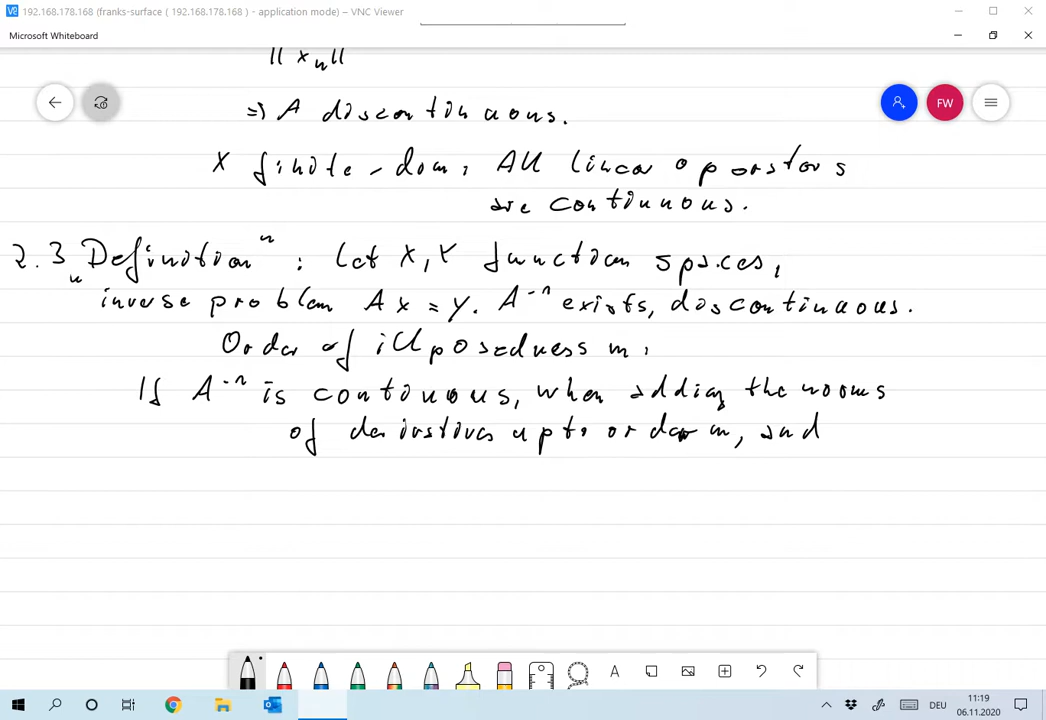 192.168.178.168 (franks-surface ( 192.168.178.168 ) - application mode) – VNC Viewer
Microsoft Whiteboard
|| x_n ||
⇒ A discontinuous.
FW
X finite-dim: All linear operators
are continuous.
2.3 "Definition": Let X, Y function spaces,
inverse problem A x = y. A^-1 exists, discontinuous.
Order of illposedness m:
If A^-1 is continuous, when adding the norms
of derivatives up to order m, and
A
DEU
11:19
06.11.2020